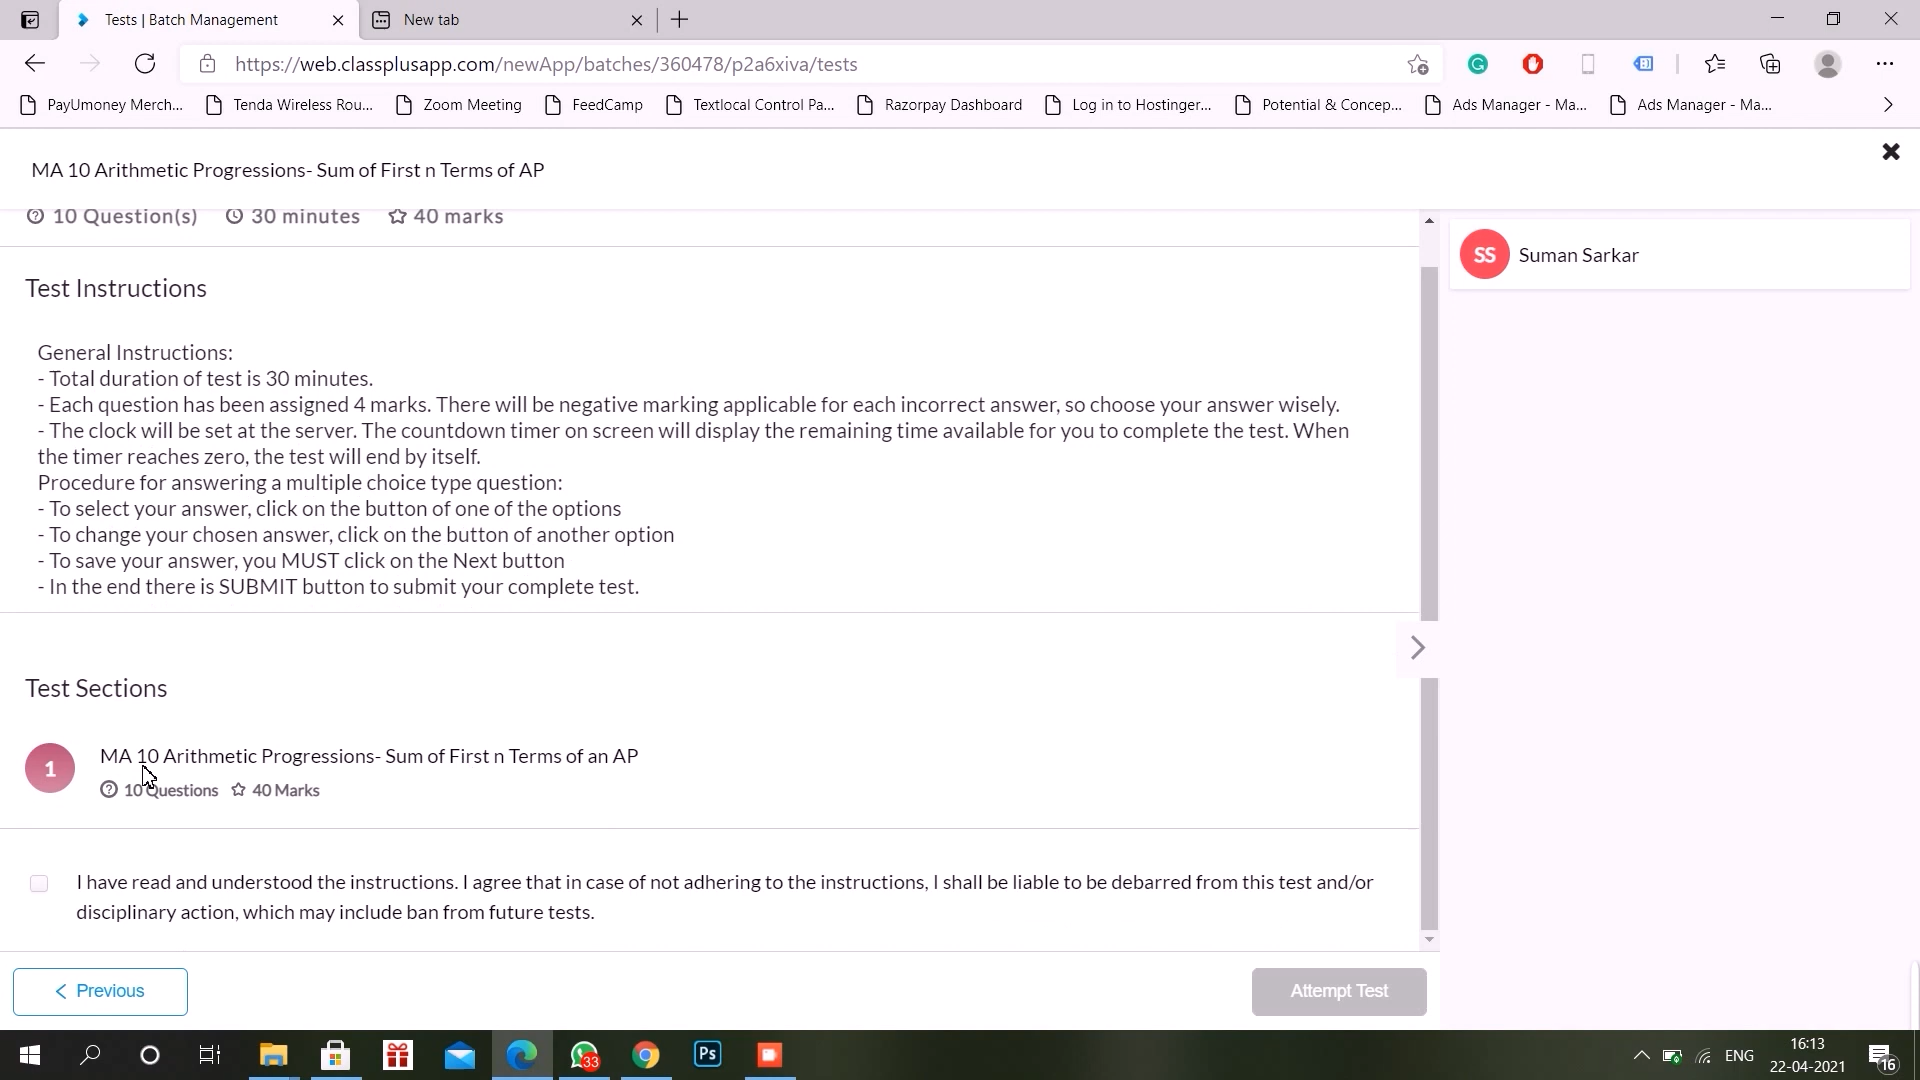 Tests | Batch Management
New tab
https://web.classplusapp.com/newApp/batches/360478/p2a6xiva/tests
PayUmoney Merch...
Tenda Wireless Rou...
Zoom Meeting
FeedCamp
Textlocal Control Pa...
Razorpay Dashboard
Log in to Hostinger...
Potential & Concep...
Ads Manager - Ma...
Ads Manager - Ma...
MA 10 Arithmetic Progressions- Sum of First n Terms of AP
10 Question(s) 30 minutes 40 marks
SS Suman Sarkar
Test Instructions
General Instructions:
- Total duration of test is 30 minutes.
- Each question has been assigned 4 marks. There will be negative marking applicable for each incorrect answer, so choose your answer wisely.
- The clock will be set at the server. The countdown timer on screen will display the remaining time available for you to complete the test. When
the timer reaches zero, the test will end by itself.
Procedure for answering a multiple choice type question:
- To select your answer, click on the button of one of the options
- To change your chosen answer, click on the button of another option
- To save your answer, you MUST click on the Next button
- In the end there is SUBMIT button to submit your complete test.
Test Sections
1
MA 10 Arithmetic Progressions- Sum of First n Terms of an AP
10 Questions 40 Marks
I have read and understood the instructions. I agree that in case of not adhering to the instructions, I shall be liable to be debarred from this test and/or
disciplinary action, which may include ban from future tests.
Previous
Attempt Test
33
Ps
ENG
16:13
22-04-2021
16